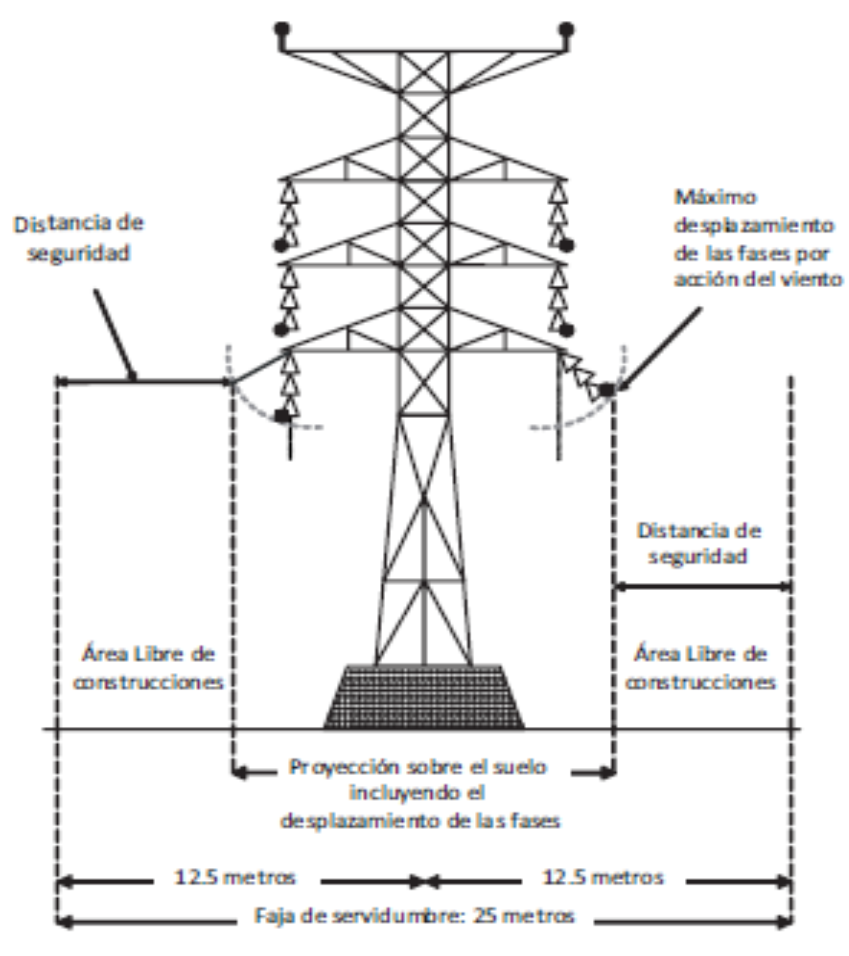 Distancia de
seguridad
Máximo
desplazamiento
de las fases por
acción del viento
Distancia de
seguridad
Área Libre de
construcciones
Área Libre de
construcciones
Proyección sobre el suelo
incluyendo el
desplazamiento de las fases
12.5 metros
12.5 metros
Faja de servidumbre: 25 metros